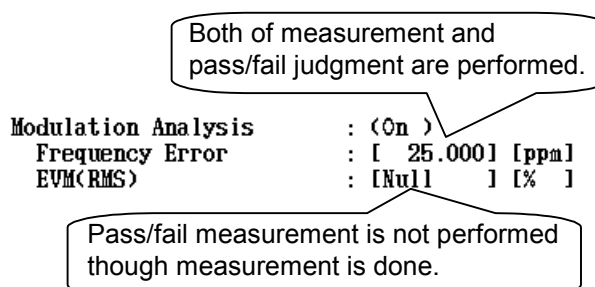 Both of measurement and
pass/fail judgment are performed.
Modulation Analysis : (On )
Frequency Error : [ 25.000] [ppm]
EVM(RMS) : [Null ] [% ]
Pass/fail measurement is not performed
though measurement is done.